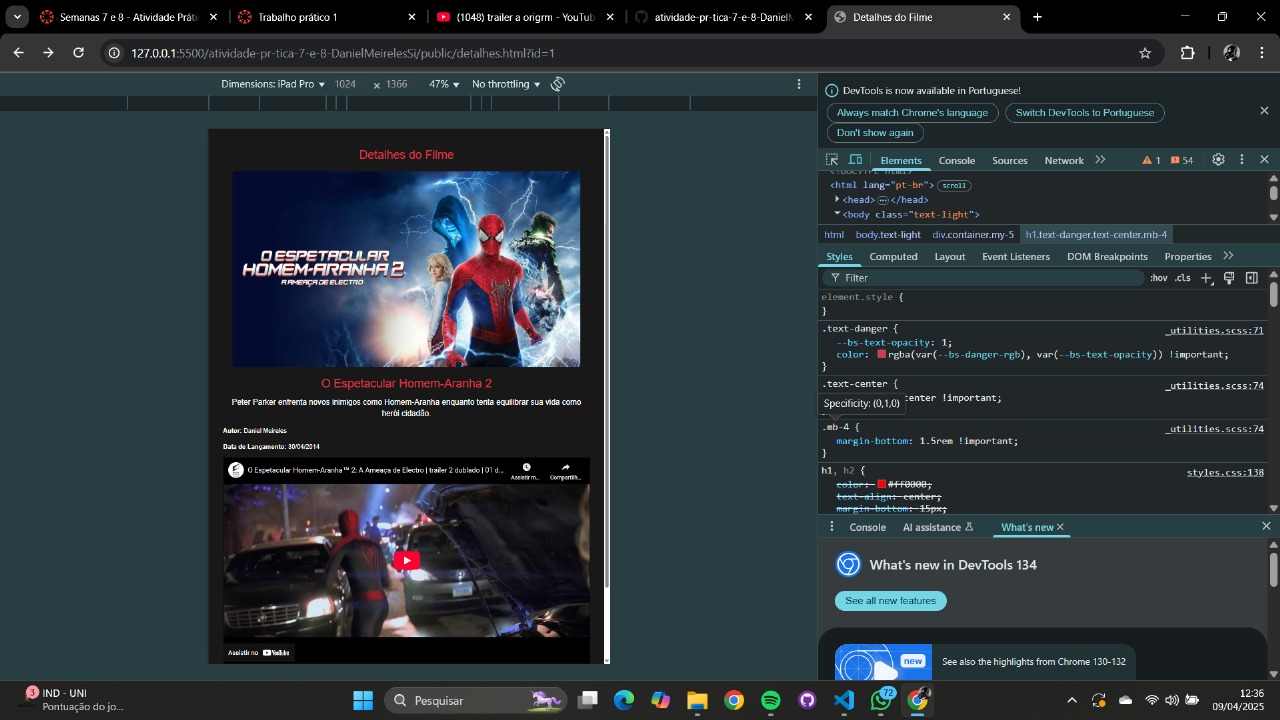 Semanas 7 e 8 - Atividade Práti
Trabalho prático 1
(1048) trailer a origrm - YouTub
atividade-pr-tica-7-e-8-DanielM
Detalhes do Filme
127.0.0.1:5500/atividade-pr-tica-7-e-8-DanielMeirelesSi/public/detalhes.html?id=1
Dimensions: iPad Pro 1024 × 1366 47% No throttling
DevTools is now available in Portuguese!
Always match Chrome's language
Switch DevTools to Portuguese
Don't show again
Elements Console Sources Network 1 54
<!DOCTYPE html>
<html lang="pt-br"> scroll
<head> </head>
<body class="text-light">
html body.text-light div.container.my-5 h1.text-danger.text-center.mb-4
Styles Computed Layout Event Listeners DOM Breakpoints Properties
Filter :hov .cls
element.style {
}
.text-danger { _utilities.scss:71
--bs-text-opacity: 1;
color: rgba(var(--bs-danger-rgb), var(--bs-text-opacity)) !important;
}
.text-center { _utilities.scss:74
center !important;
Specificity: (0,1,0)
.mb-4 { _utilities.scss:74
margin-bottom: 1.5rem !important;
}
h1, h2 { styles.css:138
color: #ff0000;
text-align: center;
margin-bottom: 15px;
Console AI assistance What's new
What's new in DevTools 134
See all new features
new
See also the highlights from Chrome 130-132
Detalhes do Filme
O ESPETACULAR
HOMEM-ARANHA 2
A AMEAÇA DE ELECTRO
O Espetacular Homem-Aranha 2
Peter Parker enfrenta novos inimigos como Homem-Aranha enquanto tenta equilibrar sua vida como
herói cidadão.
Autor: Daniel Meireles
Data de Lançamento: 30/04/2014
O Espetacular Homem-Aranha™ 2: A Ameaça de Electro | trailer 2 dublado | 01 d...
Assistir m...
Compartilh...
Assistir no YouTube
3
IND - UNI
Pontuação do jo...
Pesquisar
72
12:36
09/04/2025